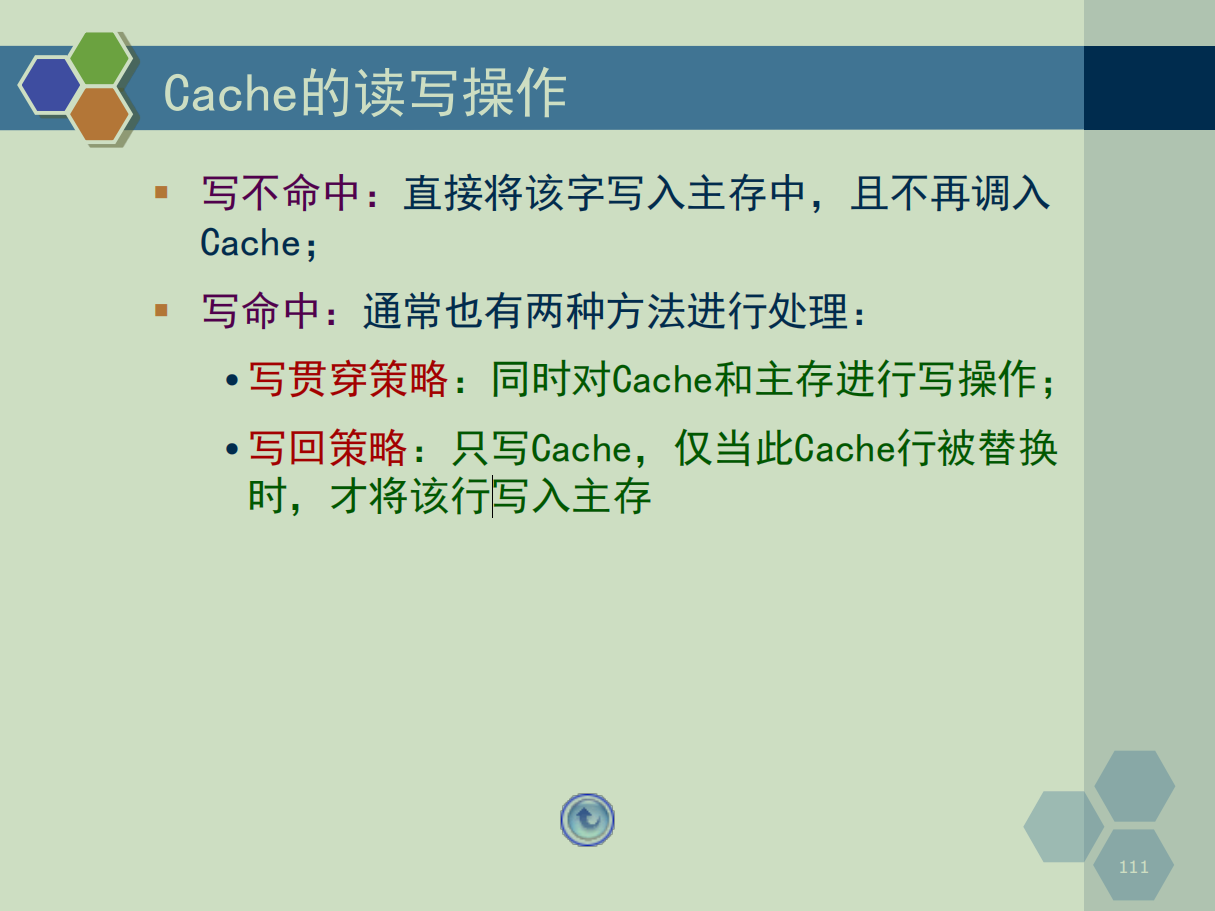 Cache的读写操作
写不命中：直接将该字写入主存中，且不再调入
Cache；
写命中：通常也有两种方法进行处理：
•写贯穿策略：同时对Cache和主存进行写操作；
•写回策略：只写Cache，仅当此Cache行被替换
时，才将该行写入主存
111